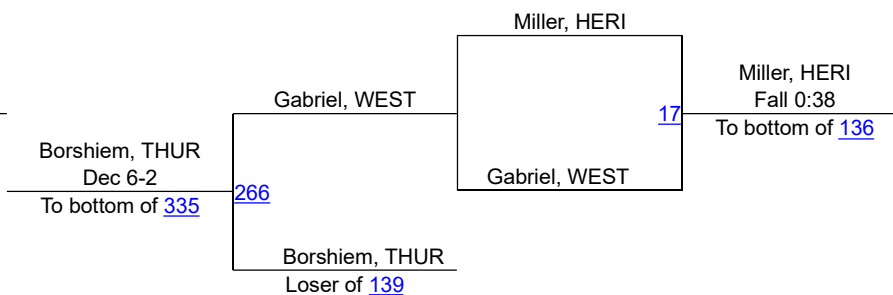 Miller, HERI
Miller, HERI
Fall 0:38
Gabriel, WEST
17
To bottom of 136
Borshiem, THUR
Dec 6-2
Gabriel, WEST
266
To bottom of 335
Borshiem, THUR
Loser of 139